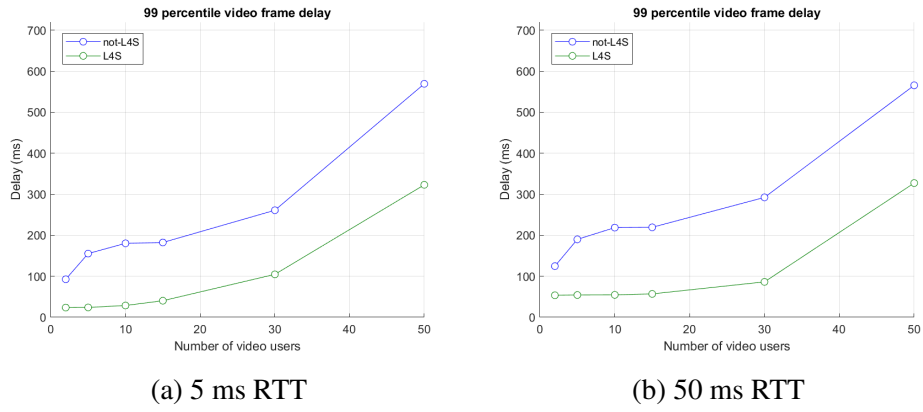 99 percentile video frame delay
700
600
500
400
300
200
100
0
Delay (ms)
not-L4S
L4S
0 10 20 30 40 50
Number of video users
(a) 5 ms RTT
99 percentile video frame delay
700
600
500
400
300
200
100
0
Delay (ms)
not-L4S
L4S
0 10 20 30 40 50
Number of video users
(b) 50 ms RTT